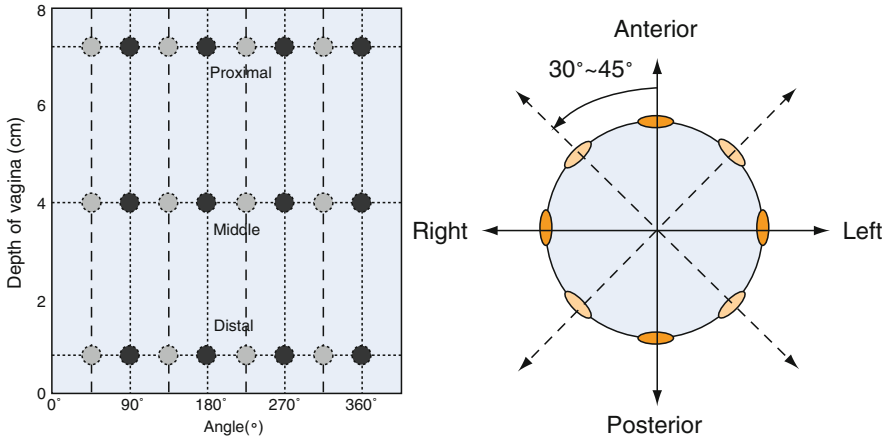 8
6
4
2
0
Depth of vagina (cm)
Proximal
Middle
Distal
0˚
90˚
180˚
270˚
360˚
Angle(°)
Anterior
30˚~45˚
Right
Left
Posterior